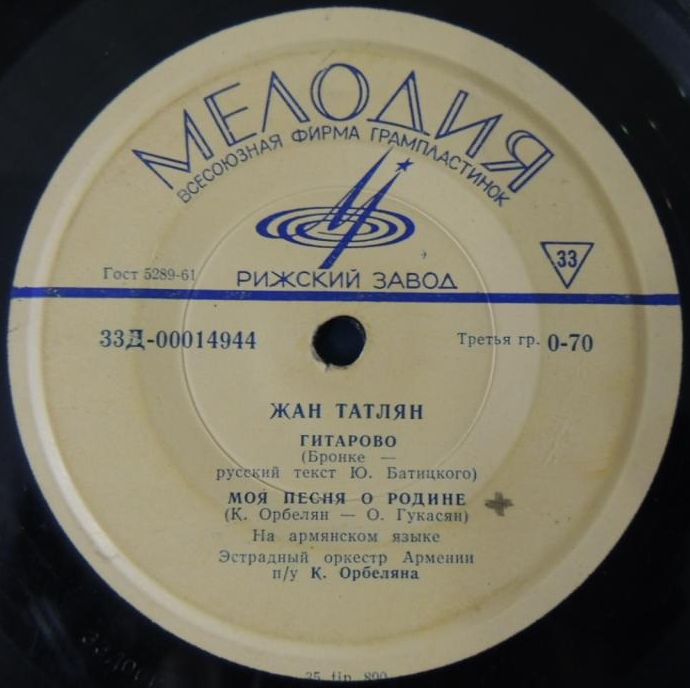 МЕЛОДИЯ
ВСЕСОЮЗНАЯ ФИРМА ГРАМПЛАСТИНОК
33
Гост 5289-61
РИЖСКИЙ ЗАВОД
33Д-00014944
Третья гр. 0-70
ЖАН ТАТЛЯН
ГИТАРОВО
(Бронке —
русский текст Ю. Батицкого)
МОЯ ПЕСНЯ О РОДИНЕ
(К. Орбелян — О. Гукасян)
На армянском языке
Эстрадный оркестр Армении
п/у К. Орбеляна